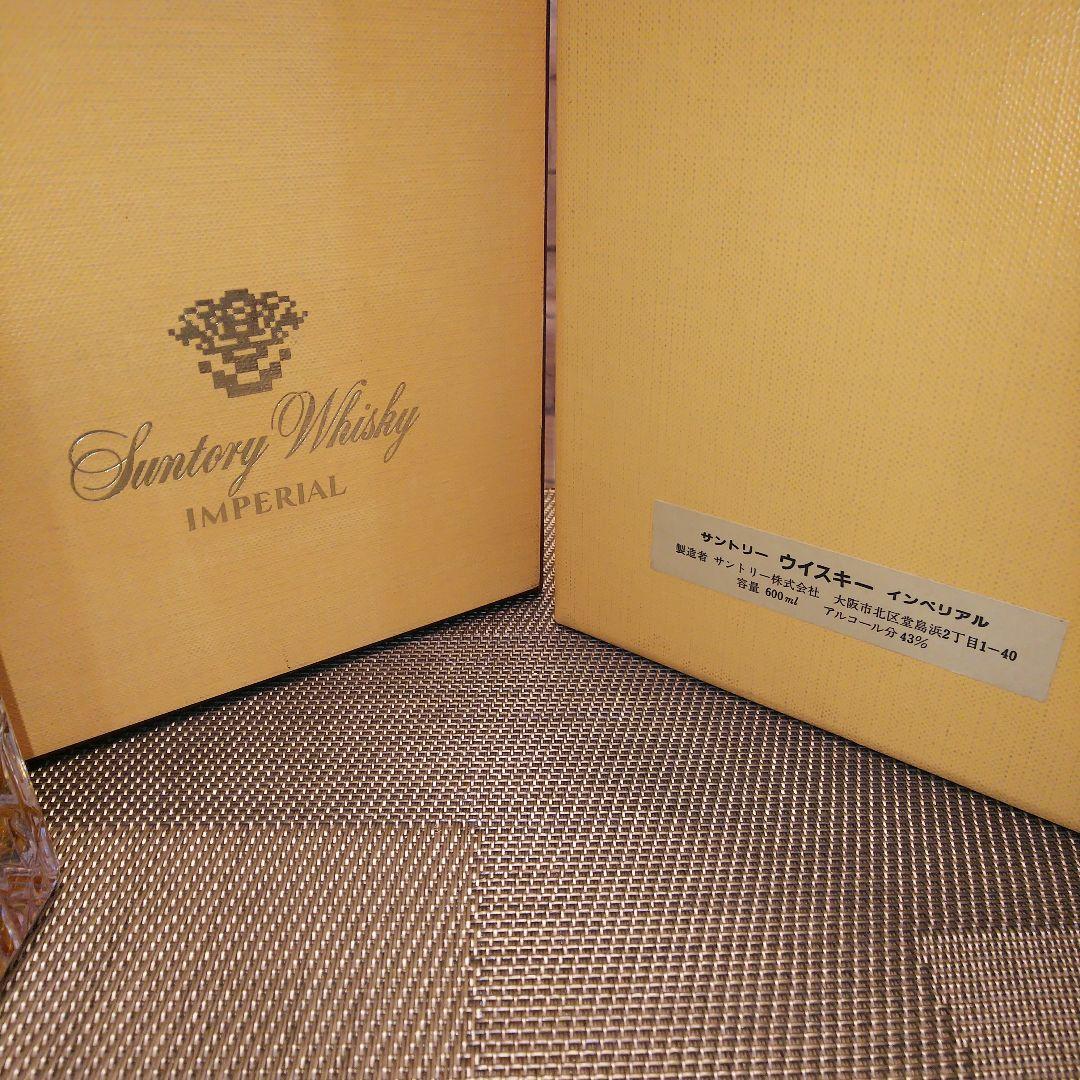 Suntory Whisky
IMPERIAL
サントリー ウイスキー インペリアル
製造者 サントリー株式会社 大阪市北区堂島浜2丁目1-40
容量 600ml アルコール分 43%